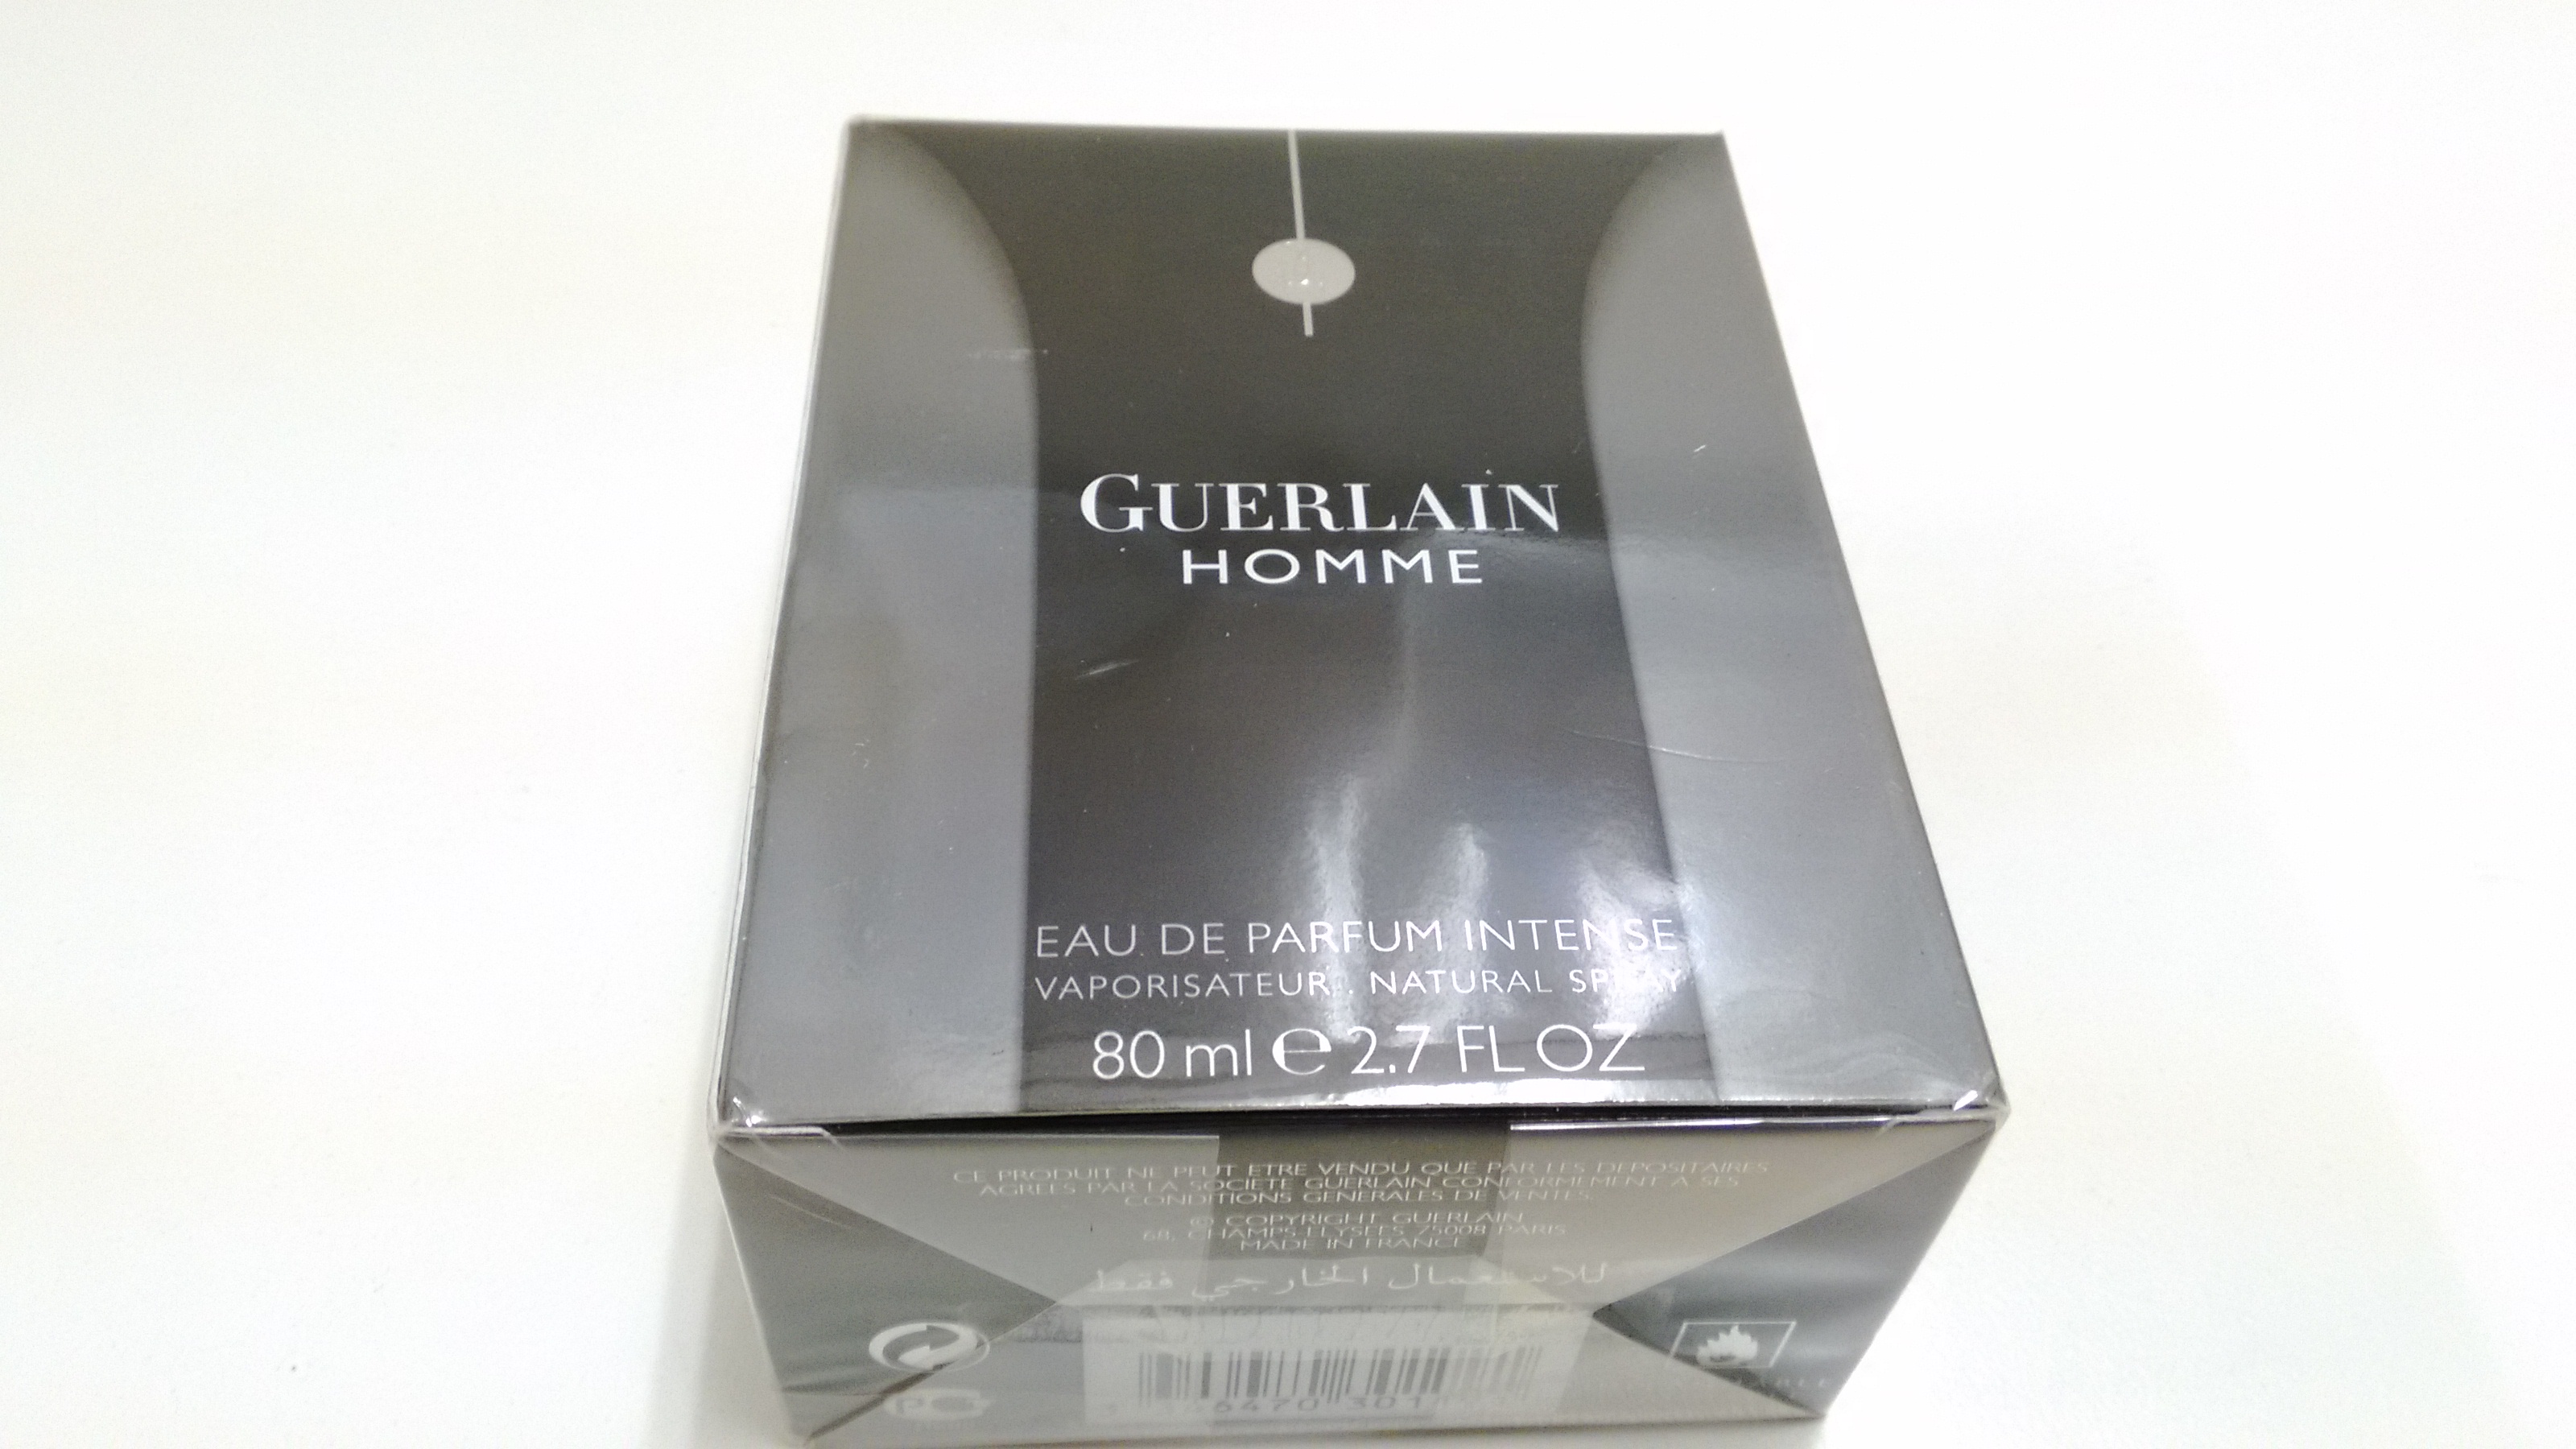 GUERLAIN
HOMME
EAU DE PARFUM INTENSE
VAPORISATEUR . NATURAL SPRAY
80 ml e 2.7 FL OZ
CE PRODUIT NE PEUT ETRE VENDU QUE PAR LES DEPOSITAIRES
AGREES PAR LA SOCIETE GUERLAIN CONFORMEMENT A SES
CONDITIONS GENERALES DE VENTES.
© COPYRIGHT GUERLAIN
68, CHAMPS-ELYSEES 75008 PARIS
MADE IN FRANCE
للاستعمال الخارجي فقط